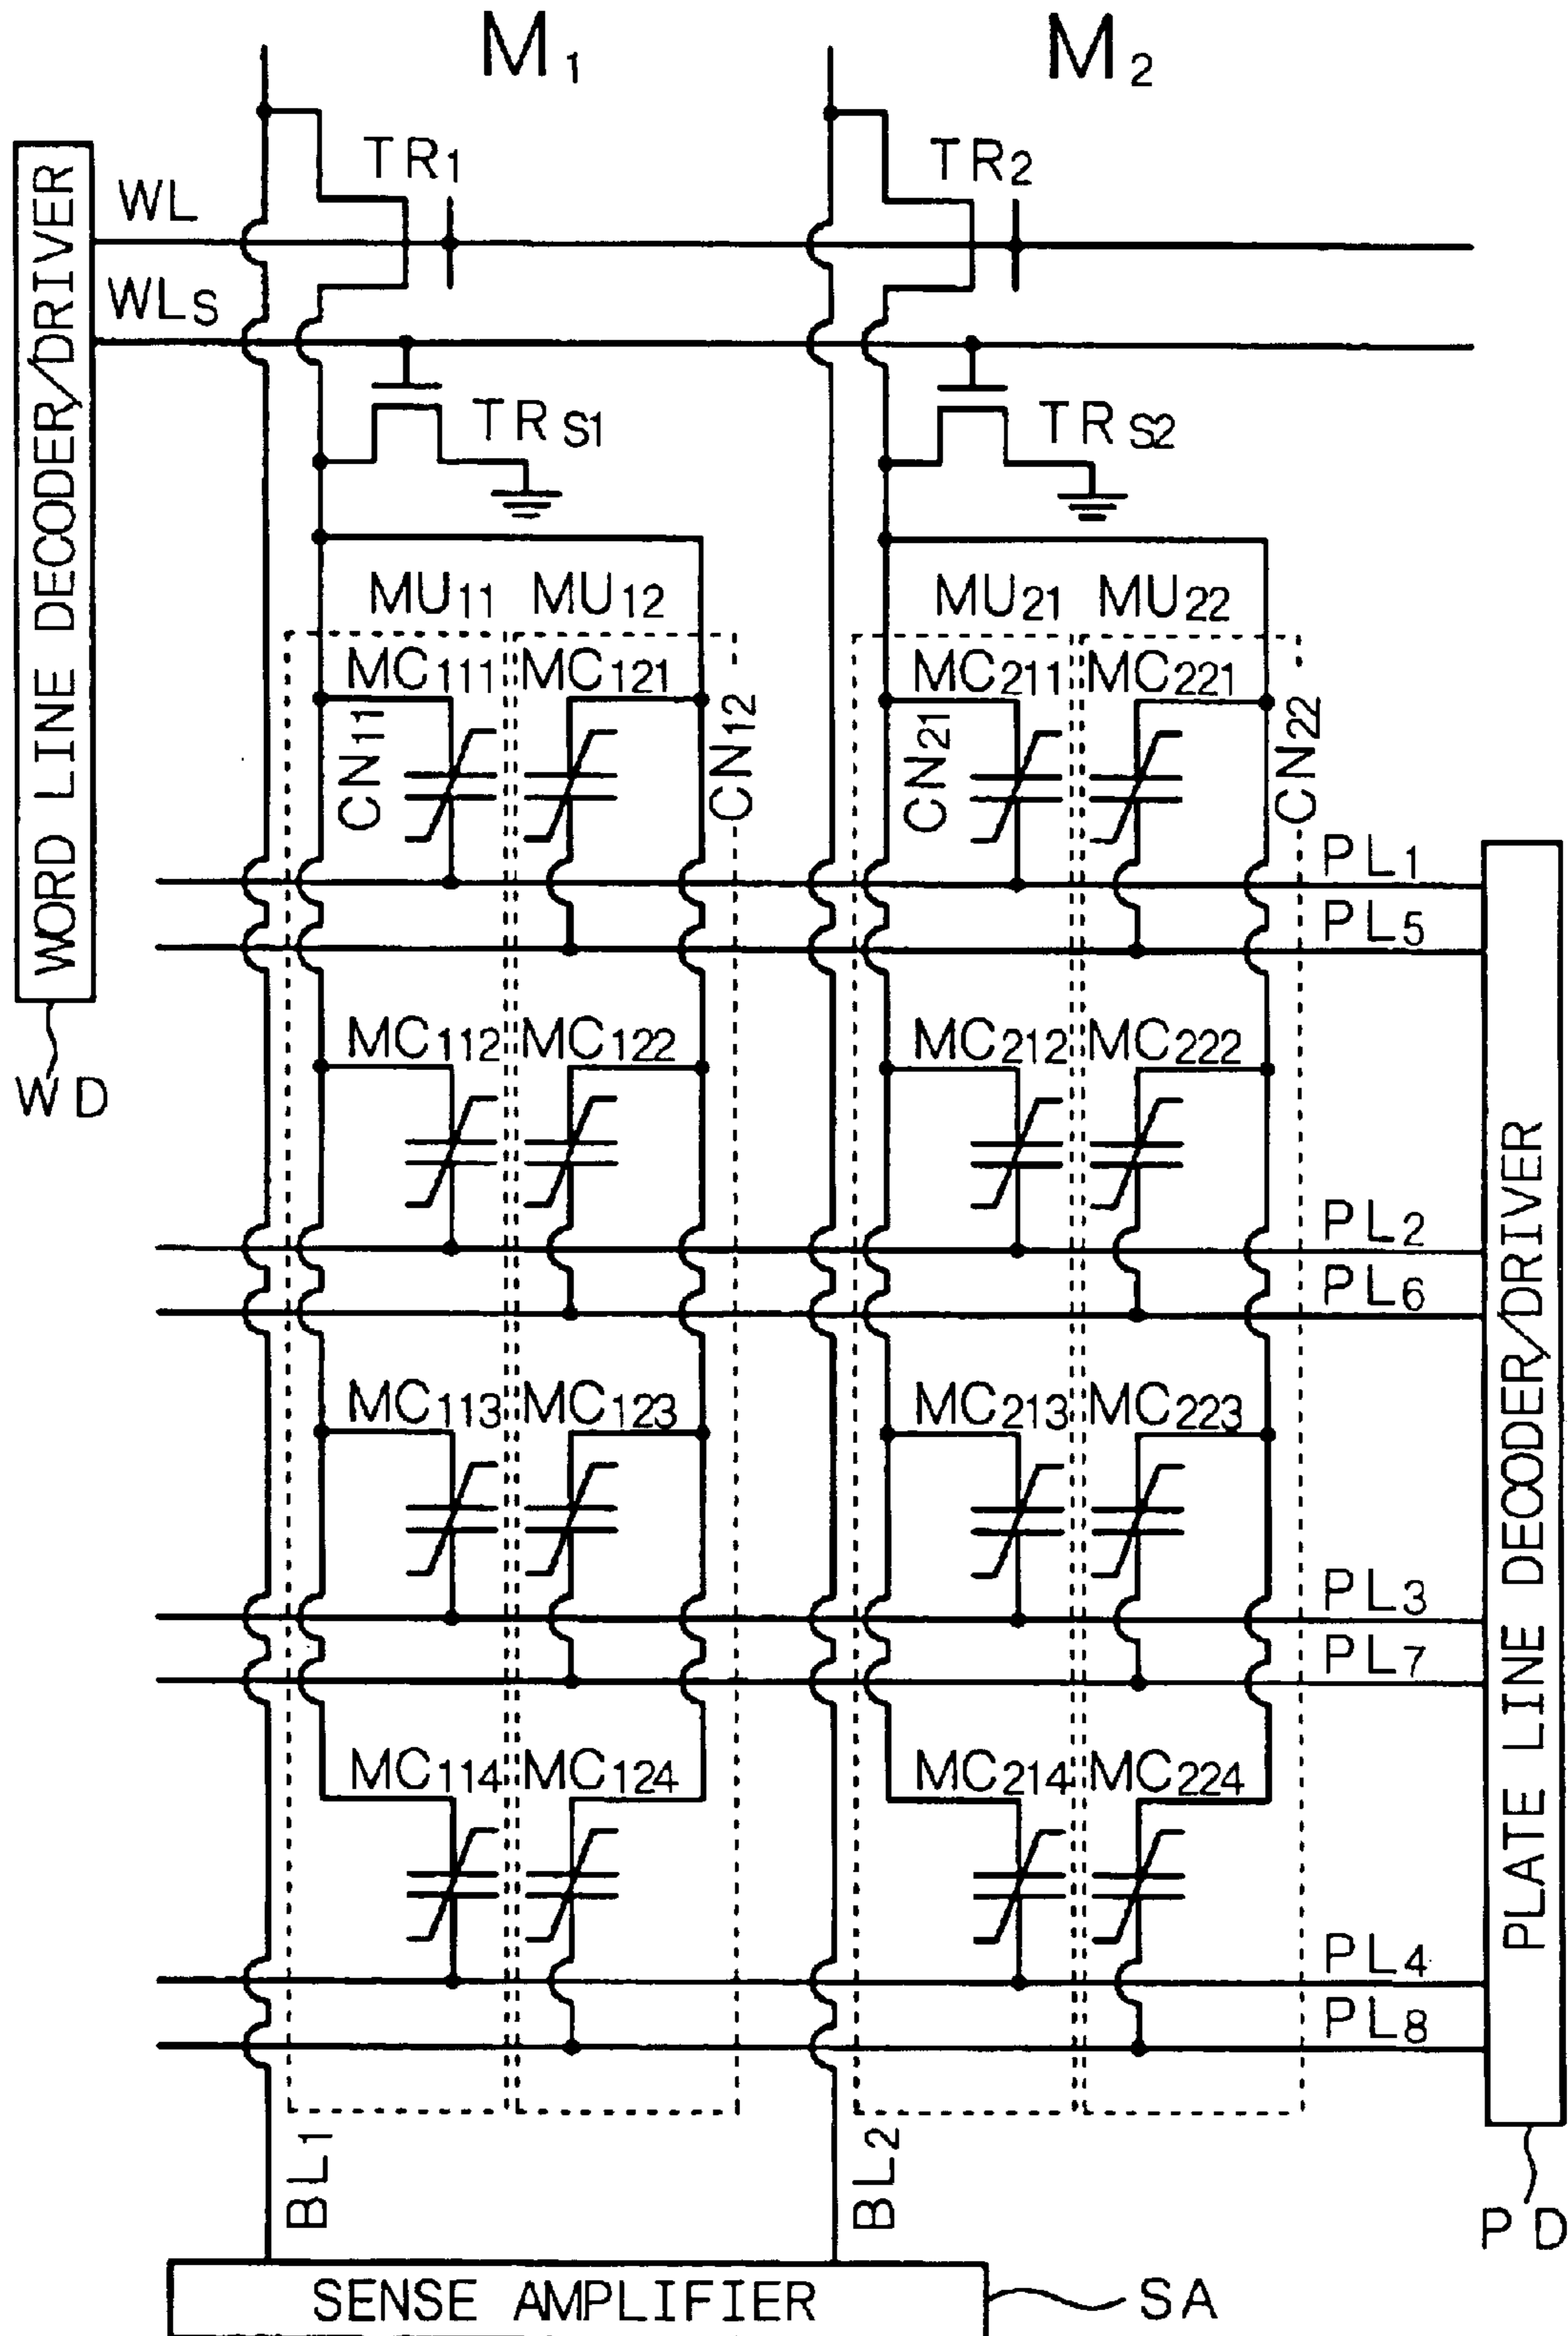 M1 M2
TR1 TR2
WL
WLS
WORD LINE DECODER/DRIVER
TRS1 TRS2
MU11 MU12 MU21 MU22
MC111 MC121 MC211 MC221
CN11 CN12 CN21 CN22
PL1
PL5
MC112 MC122 MC212 MC222
WD
PL2
PL6
PLATE LINE DECODER/DRIVER
MC113 MC123 MC213 MC223
PL3
PL7
MC114 MC124 MC214 MC224
PL4
PL8
BL1 BL2
PD
SENSE AMPLIFIER SA